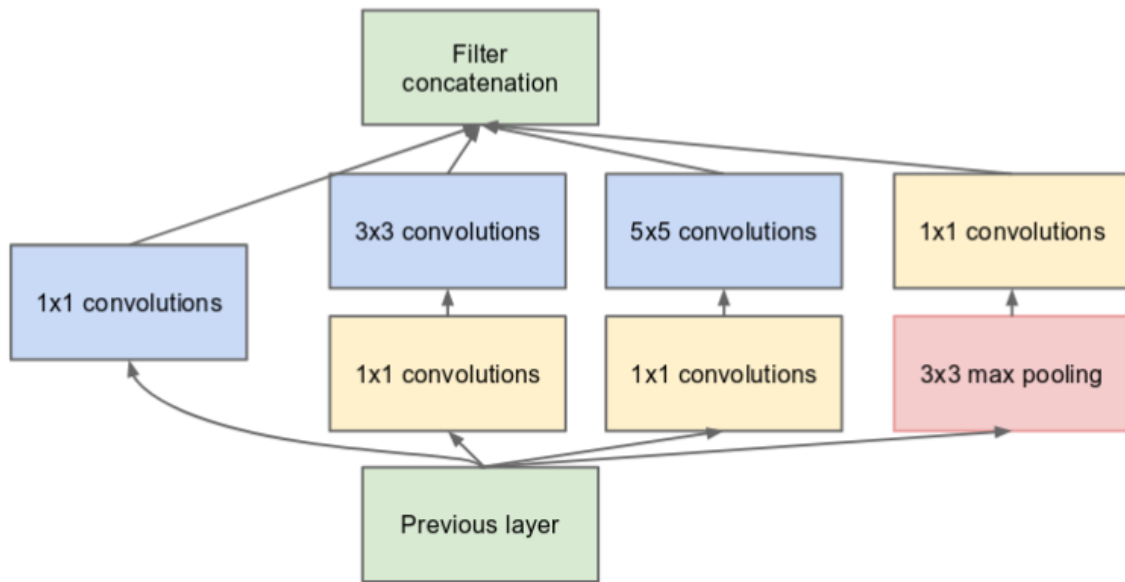 Filter
concatenation
3x3 convolutions
5x5 convolutions
1x1 convolutions
1x1 convolutions
1x1 convolutions
1x1 convolutions
3x3 max pooling
Previous layer